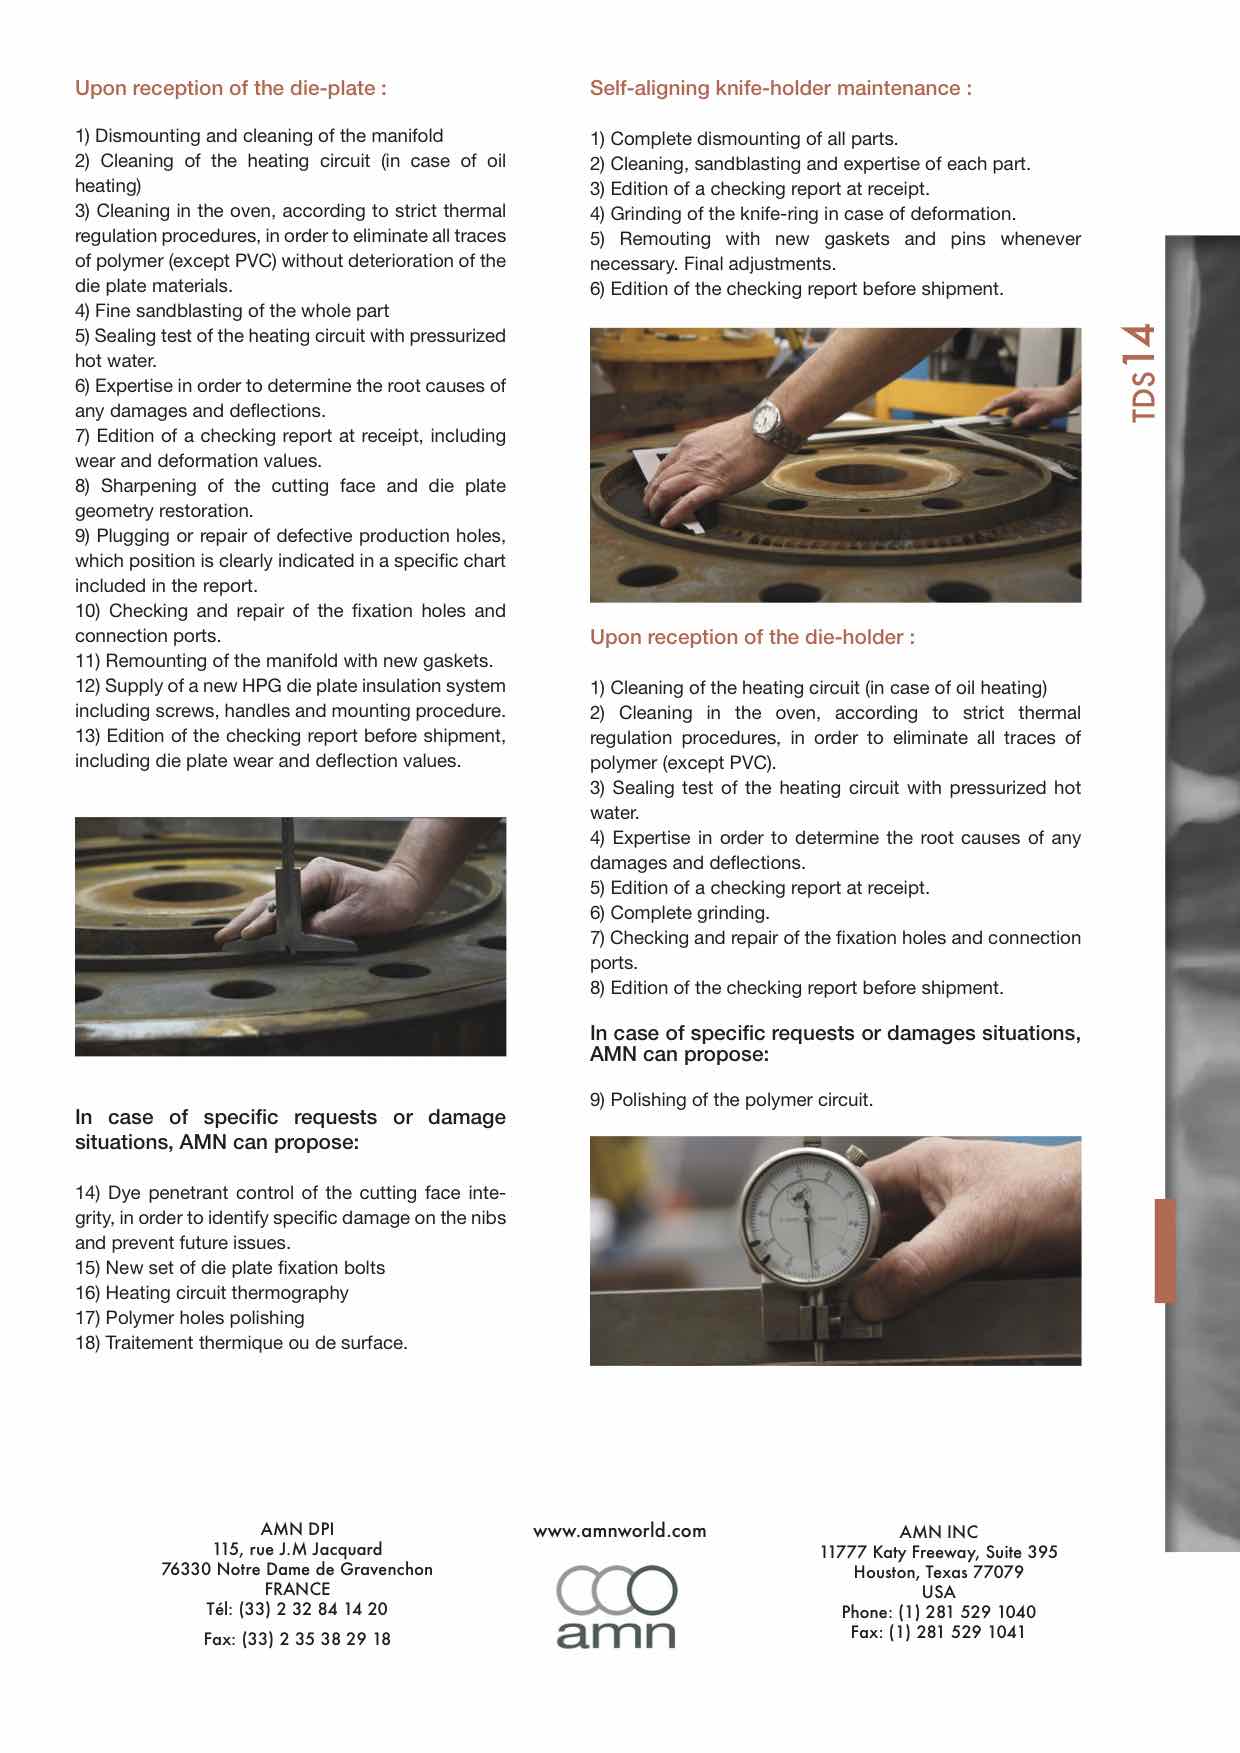 Upon reception of the die-plate :
1) Dismounting and cleaning of the manifold
2) Cleaning of the heating circuit (in case of oil
heating)
3) Cleaning in the oven, according to strict thermal
regulation procedures, in order to eliminate all traces
of polymer (except PVC) without deterioration of the
die plate materials.
4) Fine sandblasting of the whole part
5) Sealing test of the heating circuit with pressurized
hot water.
6) Expertise in order to determine the root causes of
any damages and deflections.
7) Edition of a checking report at receipt, including
wear and deformation values.
8) Sharpening of the cutting face and die plate
geometry restoration.
9) Plugging or repair of defective production holes,
which position is clearly indicated in a specific chart
included in the report.
10) Checking and repair of the fixation holes and
connection ports.
11) Remounting of the manifold with new gaskets.
12) Supply of a new HPG die plate insulation system
including screws, handles and mounting procedure.
13) Edition of the checking report before shipment,
including die plate wear and deflection values.
In case of specific requests or damage
situations, AMN can propose:
14) Dye penetrant control of the cutting face inte-
grity, in order to identify specific damage on the nibs
and prevent future issues.
15) New set of die plate fixation bolts
16) Heating circuit thermography
17) Polymer holes polishing
18) Traitement thermique ou de surface.
Self-aligning knife-holder maintenance :
1) Complete dismounting of all parts.
2) Cleaning, sandblasting and expertise of each part.
3) Edition of a checking report at receipt.
4) Grinding of the knife-ring in case of deformation.
5) Remouting with new gaskets and pins whenever
necessary. Final adjustments.
6) Edition of the checking report before shipment.
Upon reception of the die-holder :
1) Cleaning of the heating circuit (in case of oil heating)
2) Cleaning in the oven, according to strict thermal
regulation procedures, in order to eliminate all traces of
polymer (except PVC).
3) Sealing test of the heating circuit with pressurized hot
water.
4) Expertise in order to determine the root causes of any
damages and deflections.
5) Edition of a checking report at receipt.
6) Complete grinding.
7) Checking and repair of the fixation holes and connection
ports.
8) Edition of the checking report before shipment.
In case of specific requests or damages situations,
AMN can propose:
9) Polishing of the polymer circuit.
TDS14
AMN DPI
115, rue J.M Jacquard
76330 Notre Dame de Gravenchon
FRANCE
Tél: (33) 2 32 84 14 20
Fax: (33) 2 35 38 29 18
www.amnworld.com
amn
AMN INC
11777 Katy Freeway, Suite 395
Houston, Texas 77079
USA
Phone: (1) 281 529 1040
Fax: (1) 281 529 1041